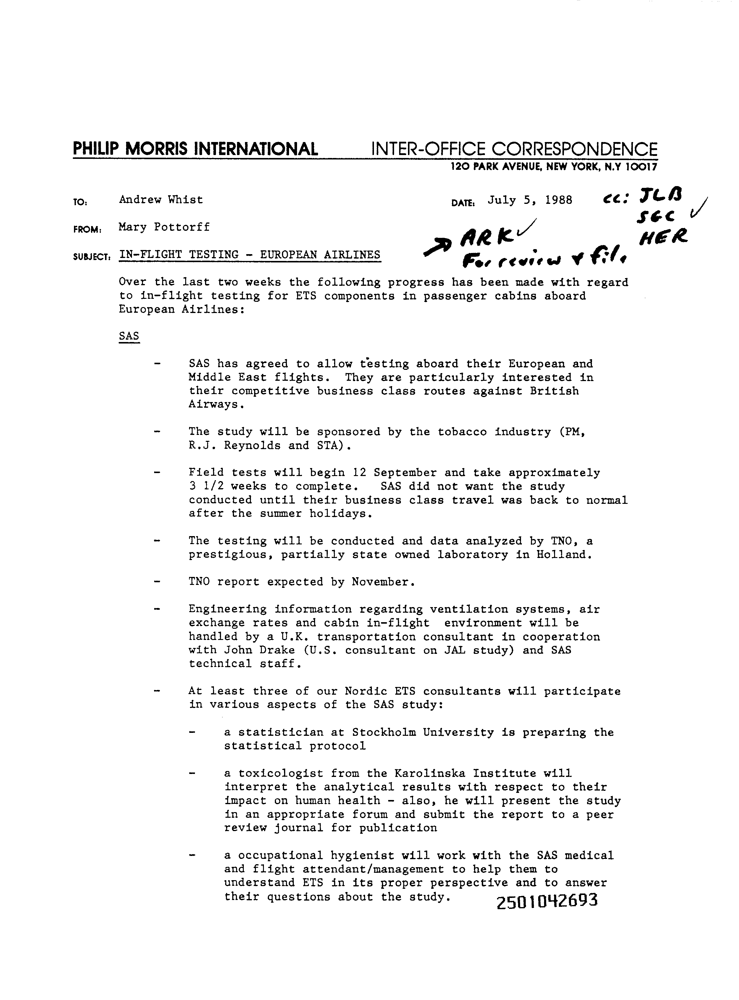 PHILIP MORRIS INTERNATIONAL INTER-OFFICE CORRESPONDENCE
120 PARK AVENUE, NEW YORK, N.Y 10017
TO: Andrew Whist DATE: July 5, 1988 cc: JLB
SGC
FROM: Mary Pottorff ARK HER
SUBJECT: IN-FLIGHT TESTING - EUROPEAN AIRLINES For review & file
Over the last two weeks the following progress has been made with regard
to in-flight testing for ETS components in passenger cabins aboard
European Airlines:
SAS
- SAS has agreed to allow testing aboard their European and
Middle East flights. They are particularly interested in
their competitive business class routes against British
Airways.
- The study will be sponsored by the tobacco industry (PM,
R.J. Reynolds and STA).
- Field tests will begin 12 September and take approximately
3 1/2 weeks to complete. SAS did not want the study
conducted until their business class travel was back to normal
after the summer holidays.
- The testing will be conducted and data analyzed by TNO, a
prestigious, partially state owned laboratory in Holland.
- TNO report expected by November.
- Engineering information regarding ventilation systems, air
exchange rates and cabin in-flight environment will be
handled by a U.K. transportation consultant in cooperation
with John Drake (U.S. consultant on JAL study) and SAS
technical staff.
- At least three of our Nordic ETS consultants will participate
in various aspects of the SAS study:
- a statistician at Stockholm University is preparing the
statistical protocol
- a toxicologist from the Karolinska Institute will
interpret the analytical results with respect to their
impact on human health - also, he will present the study
in an appropriate forum and submit the report to a peer
review journal for publication
- a occupational hygienist will work with the SAS medical
and flight attendant/management to help them to
understand ETS in its proper perspective and to answer
their questions about the study.
2501042693